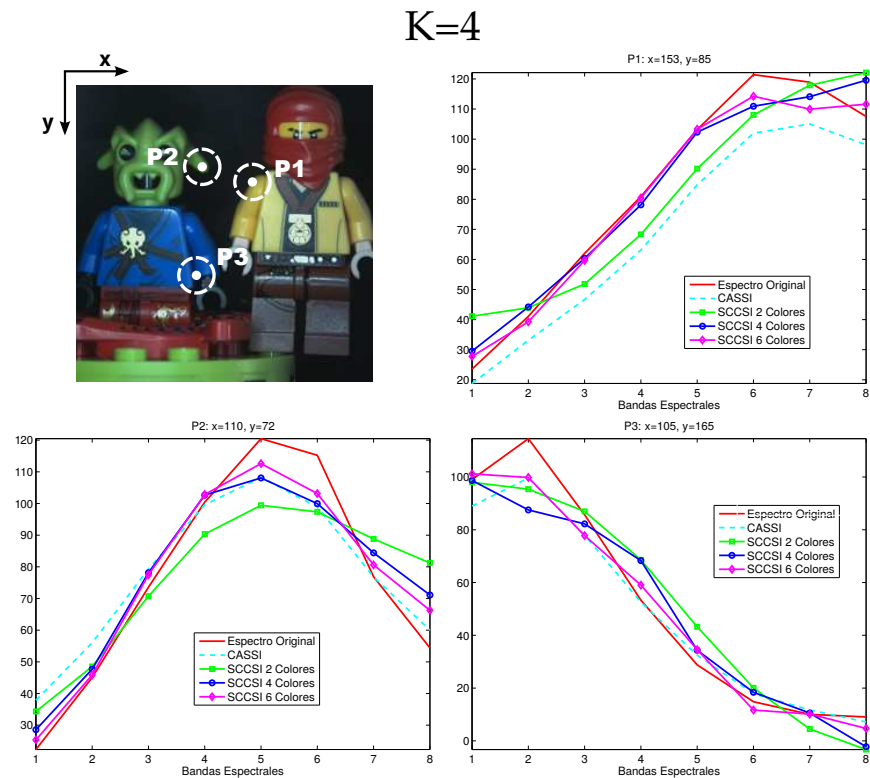 K=4
x
y
P2
P1
P3
P1: x=153, y=85
120
110
100
90
80
70
60
50
40
30
20
1 2 3 4 5 6 7 8
Bandas Espectrales
Espectro Original
CASSI
SCCSI 2 Colores
SCCSI 4 Colores
SCCSI 6 Colores
P2: x=110, y=72
120
110
100
90
80
70
60
50
40
30
1 2 3 4 5 6 7 8
Bandas Espectrales
Espectro Original
CASSI
SCCSI 2 Colores
SCCSI 4 Colores
SCCSI 6 Colores
P3: x=105, y=165
100
80
60
40
20
0
1 2 3 4 5 6 7 8
Bandas Espectrales
Espectro Original
CASSI
SCCSI 2 Colores
SCCSI 4 Colores
SCCSI 6 Colores